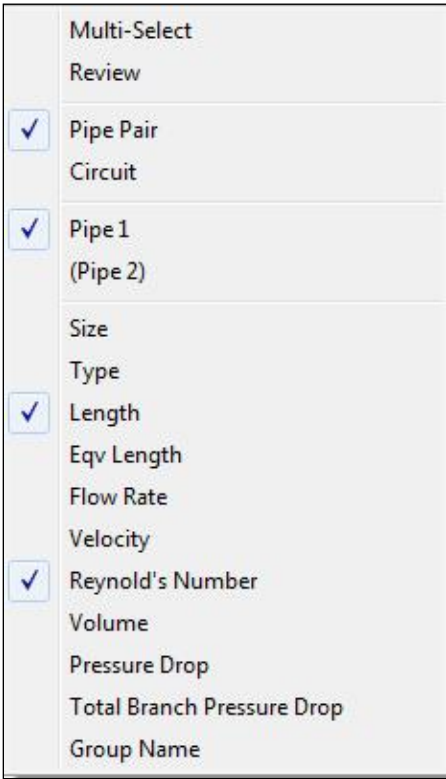 Multi-Select
Review
Pipe Pair
Circuit
Pipe 1
(Pipe 2)
Size
Type
Length
Eqv Length
Flow Rate
Velocity
Reynold's Number
Volume
Pressure Drop
Total Branch Pressure Drop
Group Name